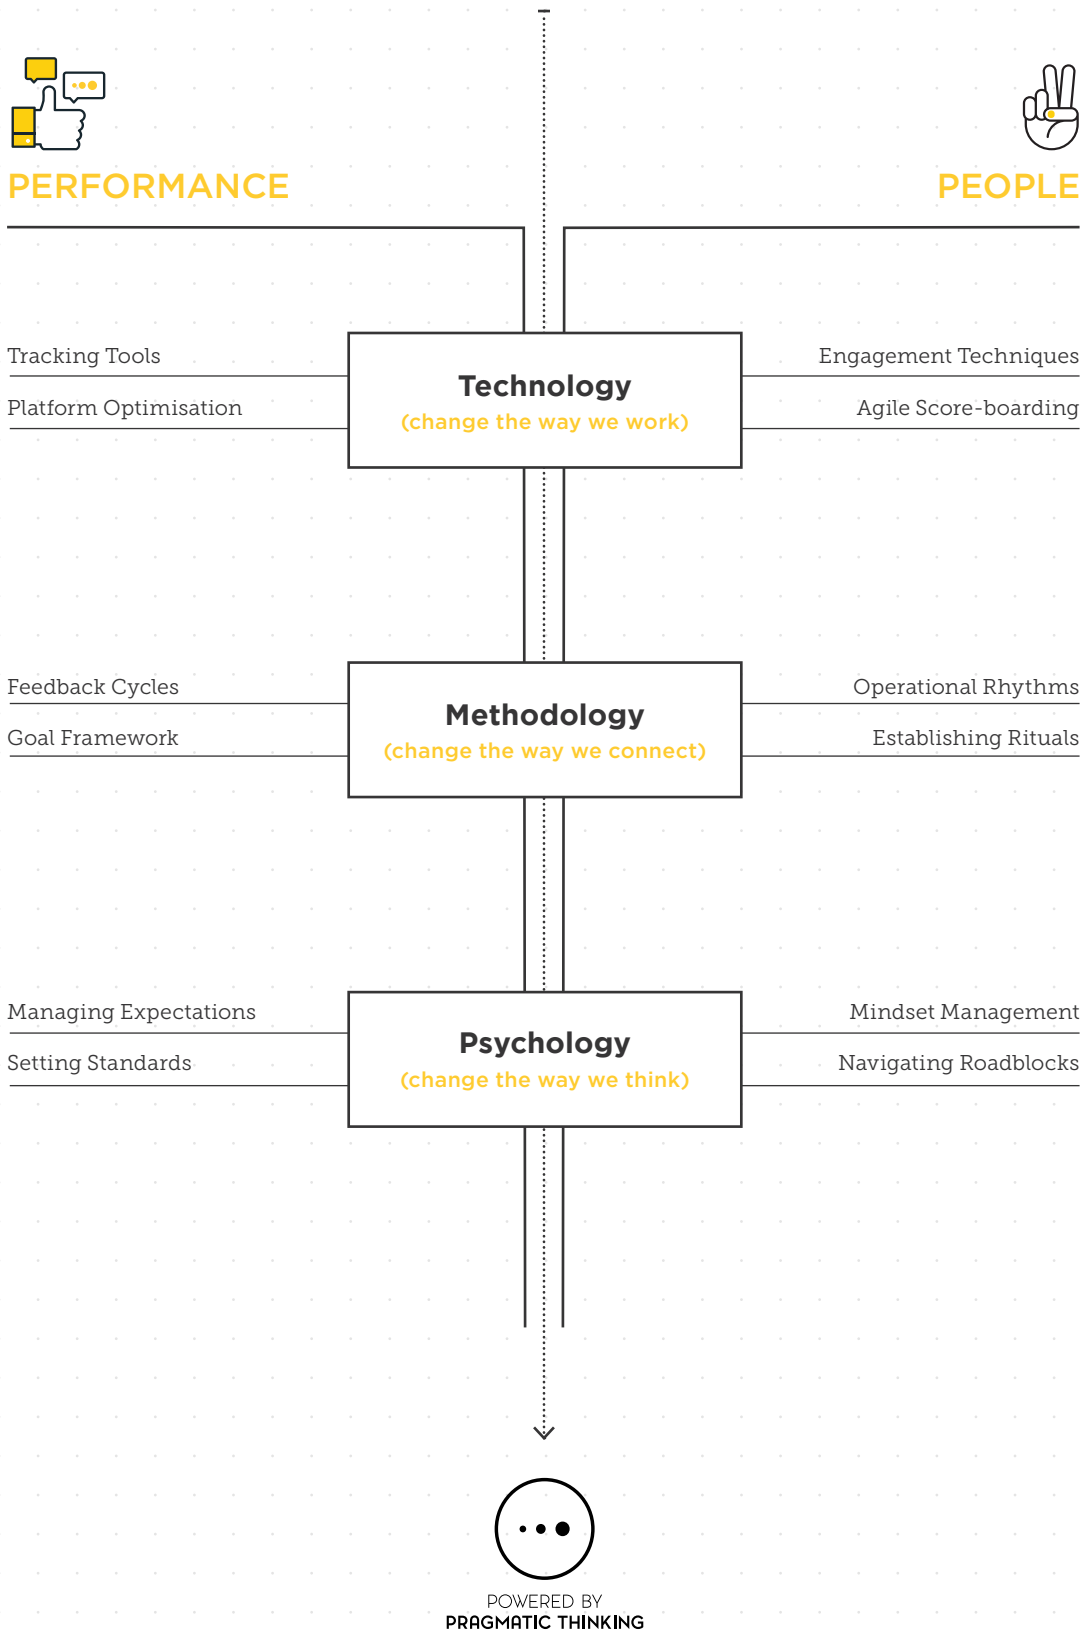 PERFORMANCE
PEOPLE
Tracking Tools
Platform Optimisation
Technology
(change the way we work)
Engagement Techniques
Agile Score-boarding
Feedback Cycles
Goal Framework
Methodology
(change the way we connect)
Operational Rhythms
Establishing Rituals
Managing Expectations
Setting Standards
Psychology
(change the way we think)
Mindset Management
Navigating Roadblocks
POWERED BY
PRAGMATIC THINKING